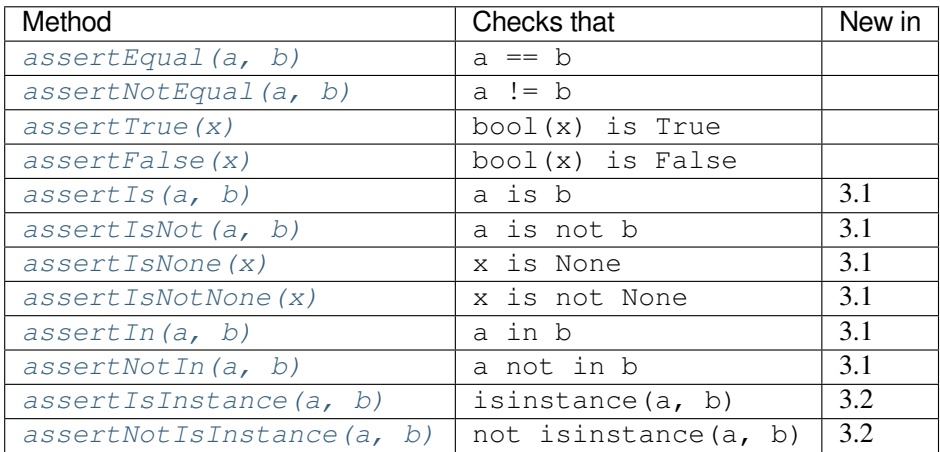 Method Checks that New in
assertEqual(a, b) a == b
assertNotEqual(a, b) a != b
assertTrue(x) bool(x) is True
assertFalse(x) bool(x) is False
assertIs(a, b) a is b 3.1
assertIsNot(a, b) a is not b 3.1
assertIsNone(x) x is None 3.1
assertIsNotNone(x) x is not None 3.1
assertIn(a, b) a in b 3.1
assertNotIn(a, b) a not in b 3.1
assertIsInstance(a, b) isinstance(a, b) 3.2
assertNotIsInstance(a, b) not isinstance(a, b) 3.2